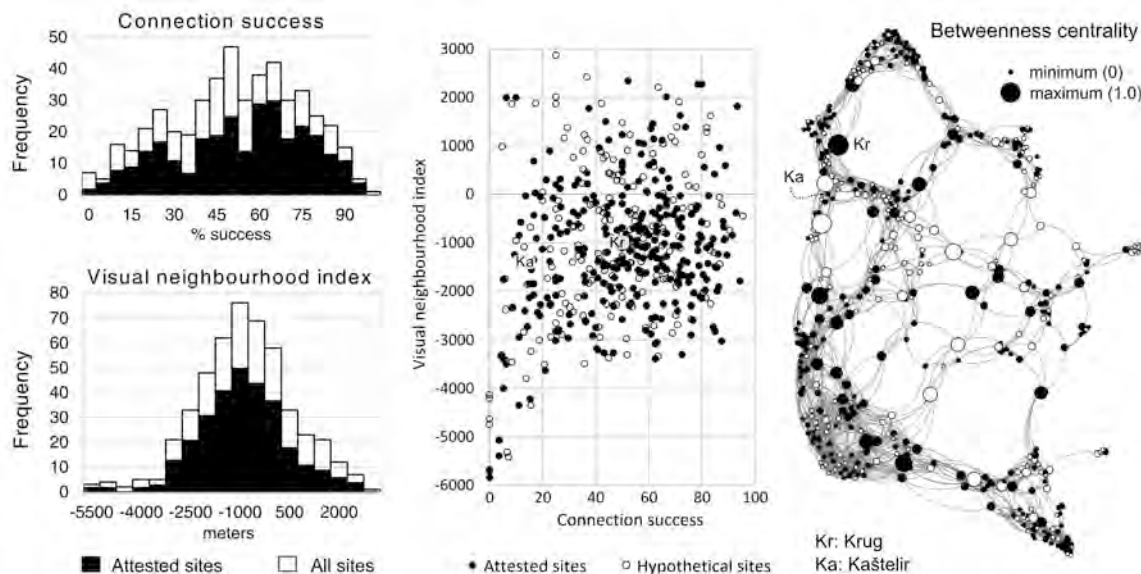 Connection success
50
40
30
20
10
0
Frequency
0 15 30 45 60 75 90
% success
Visual neighbourhood index
80
70
60
50
40
30
20
10
0
Frequency
-5500 -4000 -2500 -1000 500 2000
meters
Attested sites All sites
3000
2000
1000
0
-1000
-2000
-3000
-4000
-5000
-6000
Visual neighbourhood index
Kr
Ka
0 20 40 60 80 100
Connection success
Attested sites Hypothetical sites
Betweenness centrality
minimum (0)
maximum (1.0)
Kr
Ka
Kr: Krug
Ka: Kaštelir